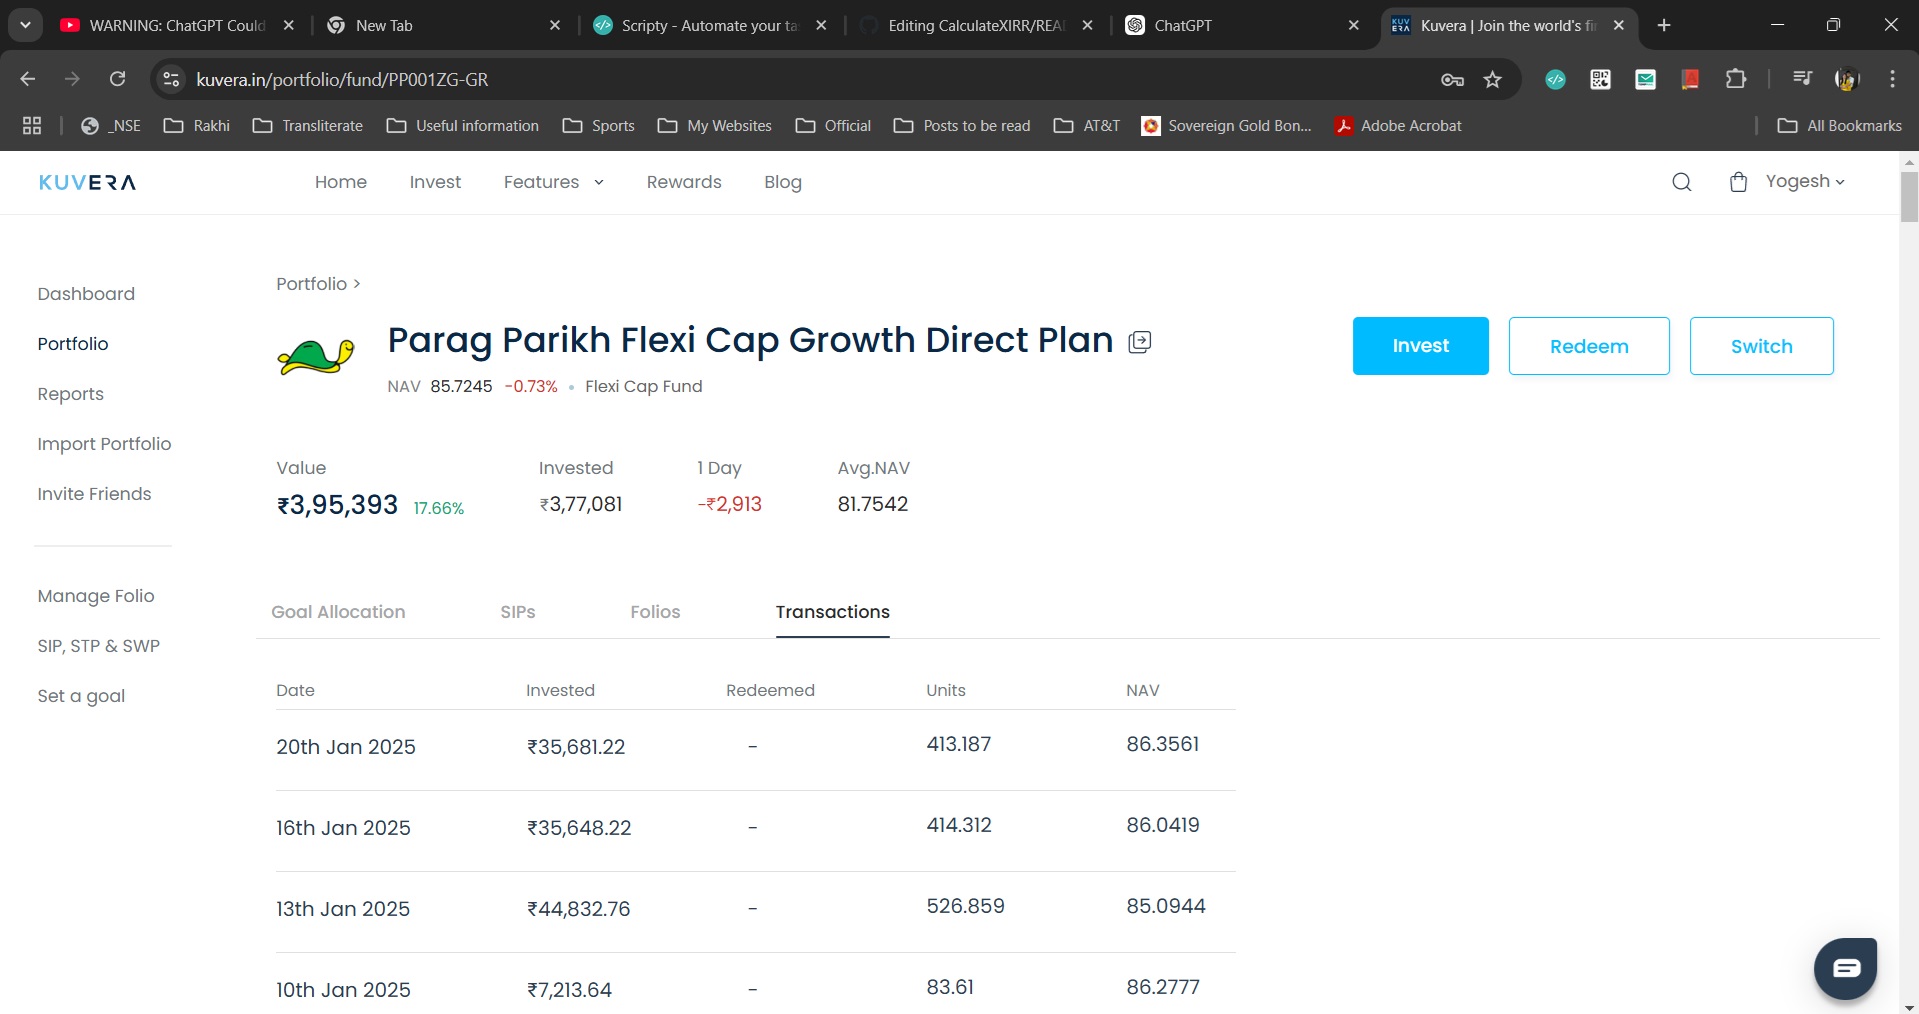 WARNING: ChatGPT Could
New Tab
Scripty - Automate your ta
Editing CalculateXIRR/REA
ChatGPT
Kuvera | Join the world's fi
kuvera.in/portfolio/fund/PP001ZG-GR
_NSE
Rakhi
Transliterate
Useful information
Sports
My Websites
Official
Posts to be read
AT&T
Sovereign Gold Bon...
Adobe Acrobat
All Bookmarks
KUVERA
Home
Invest
Features
Rewards
Blog
Yogesh
Dashboard
Portfolio
Reports
Import Portfolio
Invite Friends
Manage Folio
SIP, STP & SWP
Set a goal
Portfolio >
Parag Parikh Flexi Cap Growth Direct Plan
NAV 85.7245 -0.73% • Flexi Cap Fund
Invest
Redeem
Switch
Value Invested 1 Day Avg.NAV
₹3,95,393 17.66% ₹3,77,081 -₹2,913 81.7542
Goal Allocation SIPs Folios Transactions
Date Invested Redeemed Units NAV
20th Jan 2025 ₹35,681.22 - 413.187 86.3561
16th Jan 2025 ₹35,648.22 - 414.312 86.0419
13th Jan 2025 ₹44,832.76 - 526.859 85.0944
10th Jan 2025 ₹7,213.64 - 83.61 86.2777